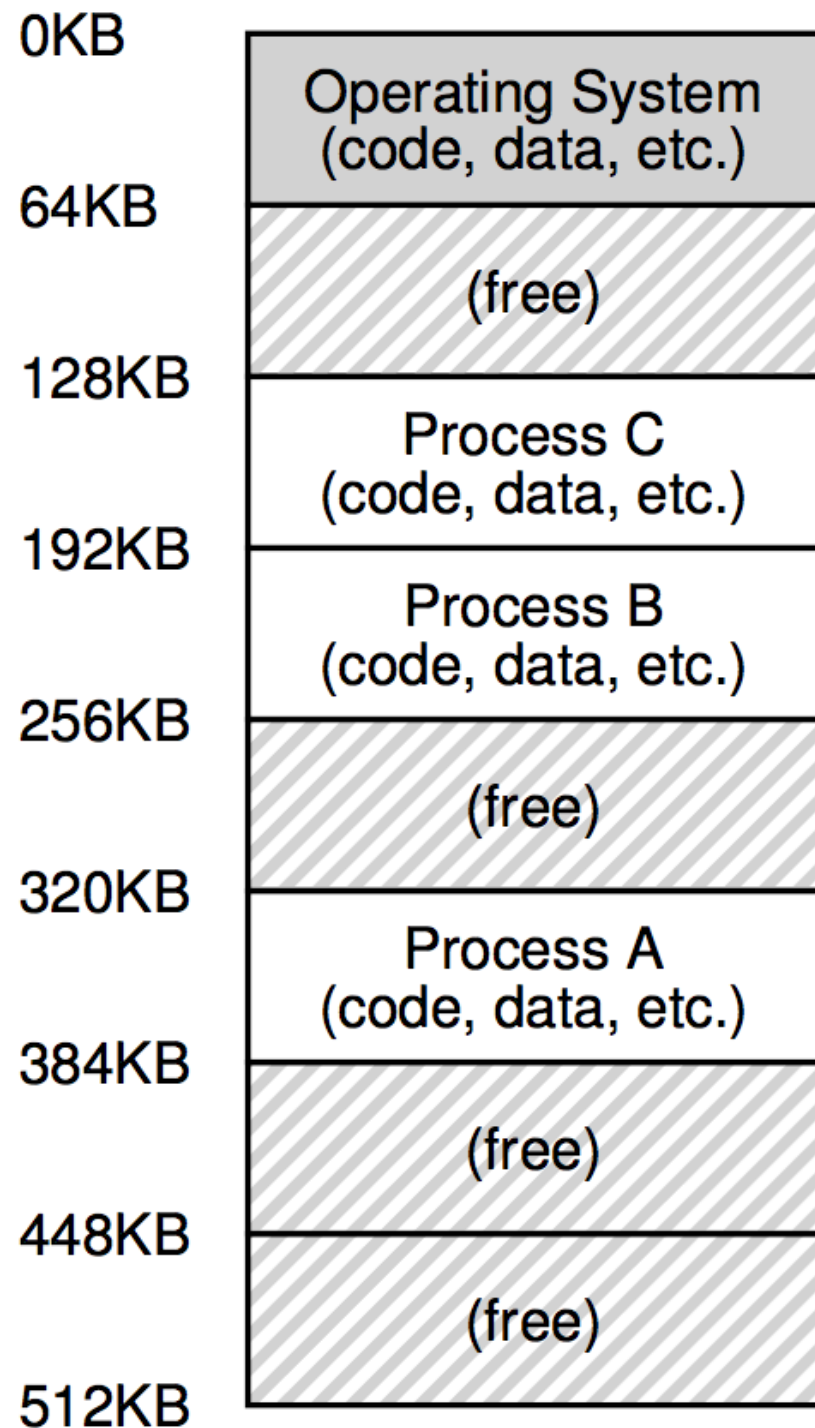 0KB
Operating System
(code, data, etc.)
64KB
(free)
128KB
Process C
(code, data, etc.)
192KB
Process B
(code, data, etc.)
256KB
(free)
320KB
Process A
(code, data, etc.)
384KB
(free)
448KB
(free)
512KB